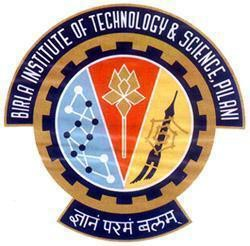 BIRLA INSTITUTE OF TECHNOLOGY & SCIENCE, PILANI
ज्ञानं परमं बलम